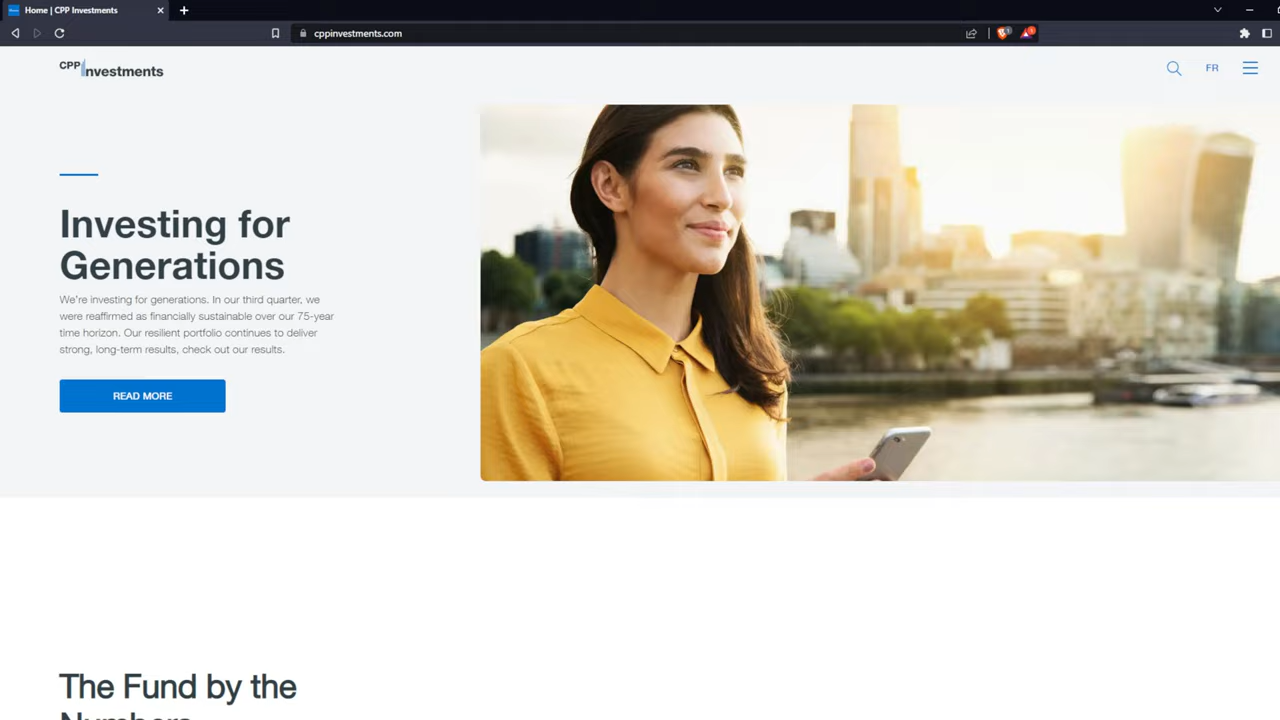 Home | CPP Investments
cppinvestments.com
CPP Investments
FR
Investing for
Generations
We're investing for generations. In our third quarter, we
were reaffirmed as financially sustainable over our 75-year
time horizon. Our resilient portfolio continues to deliver
strong, long-term results, check out our results.
READ MORE
The Fund by the
Numbers